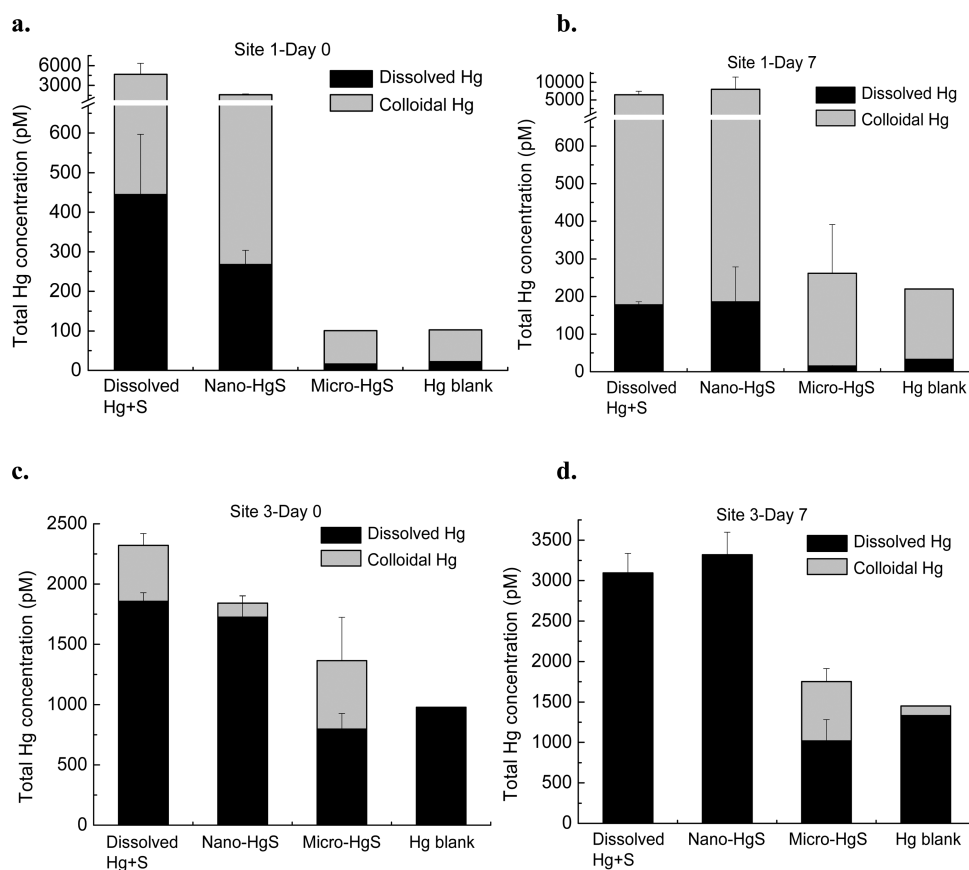 a.
Site 1-Day 0
Total Hg concentration (pM)
6000
3000
600
500
400
300
200
100
0
Dissolved Hg
Colloidal Hg
Dissolved
Hg+S
Nano-HgS
Micro-HgS
Hg blank
b.
Site 1-Day 7
Total Hg concentration (pM)
10000
5000
600
500
400
300
200
100
0
Dissolved Hg
Colloidal Hg
Dissolved
Hg+S
Nano-HgS
Micro-HgS
Hg blank
c.
Site 3-Day 0
Total Hg concentration (pM)
2500
2000
1500
1000
500
0
Dissolved Hg
Colloidal Hg
Dissolved
Hg+S
Nano-HgS
Micro-HgS
Hg blank
d.
Site 3-Day 7
Total Hg concentration (pM)
3500
3000
2500
2000
1500
1000
500
0
Dissolved Hg
Colloidal Hg
Dissolved
Hg+S
Nano-HgS
Micro-HgS
Hg blank